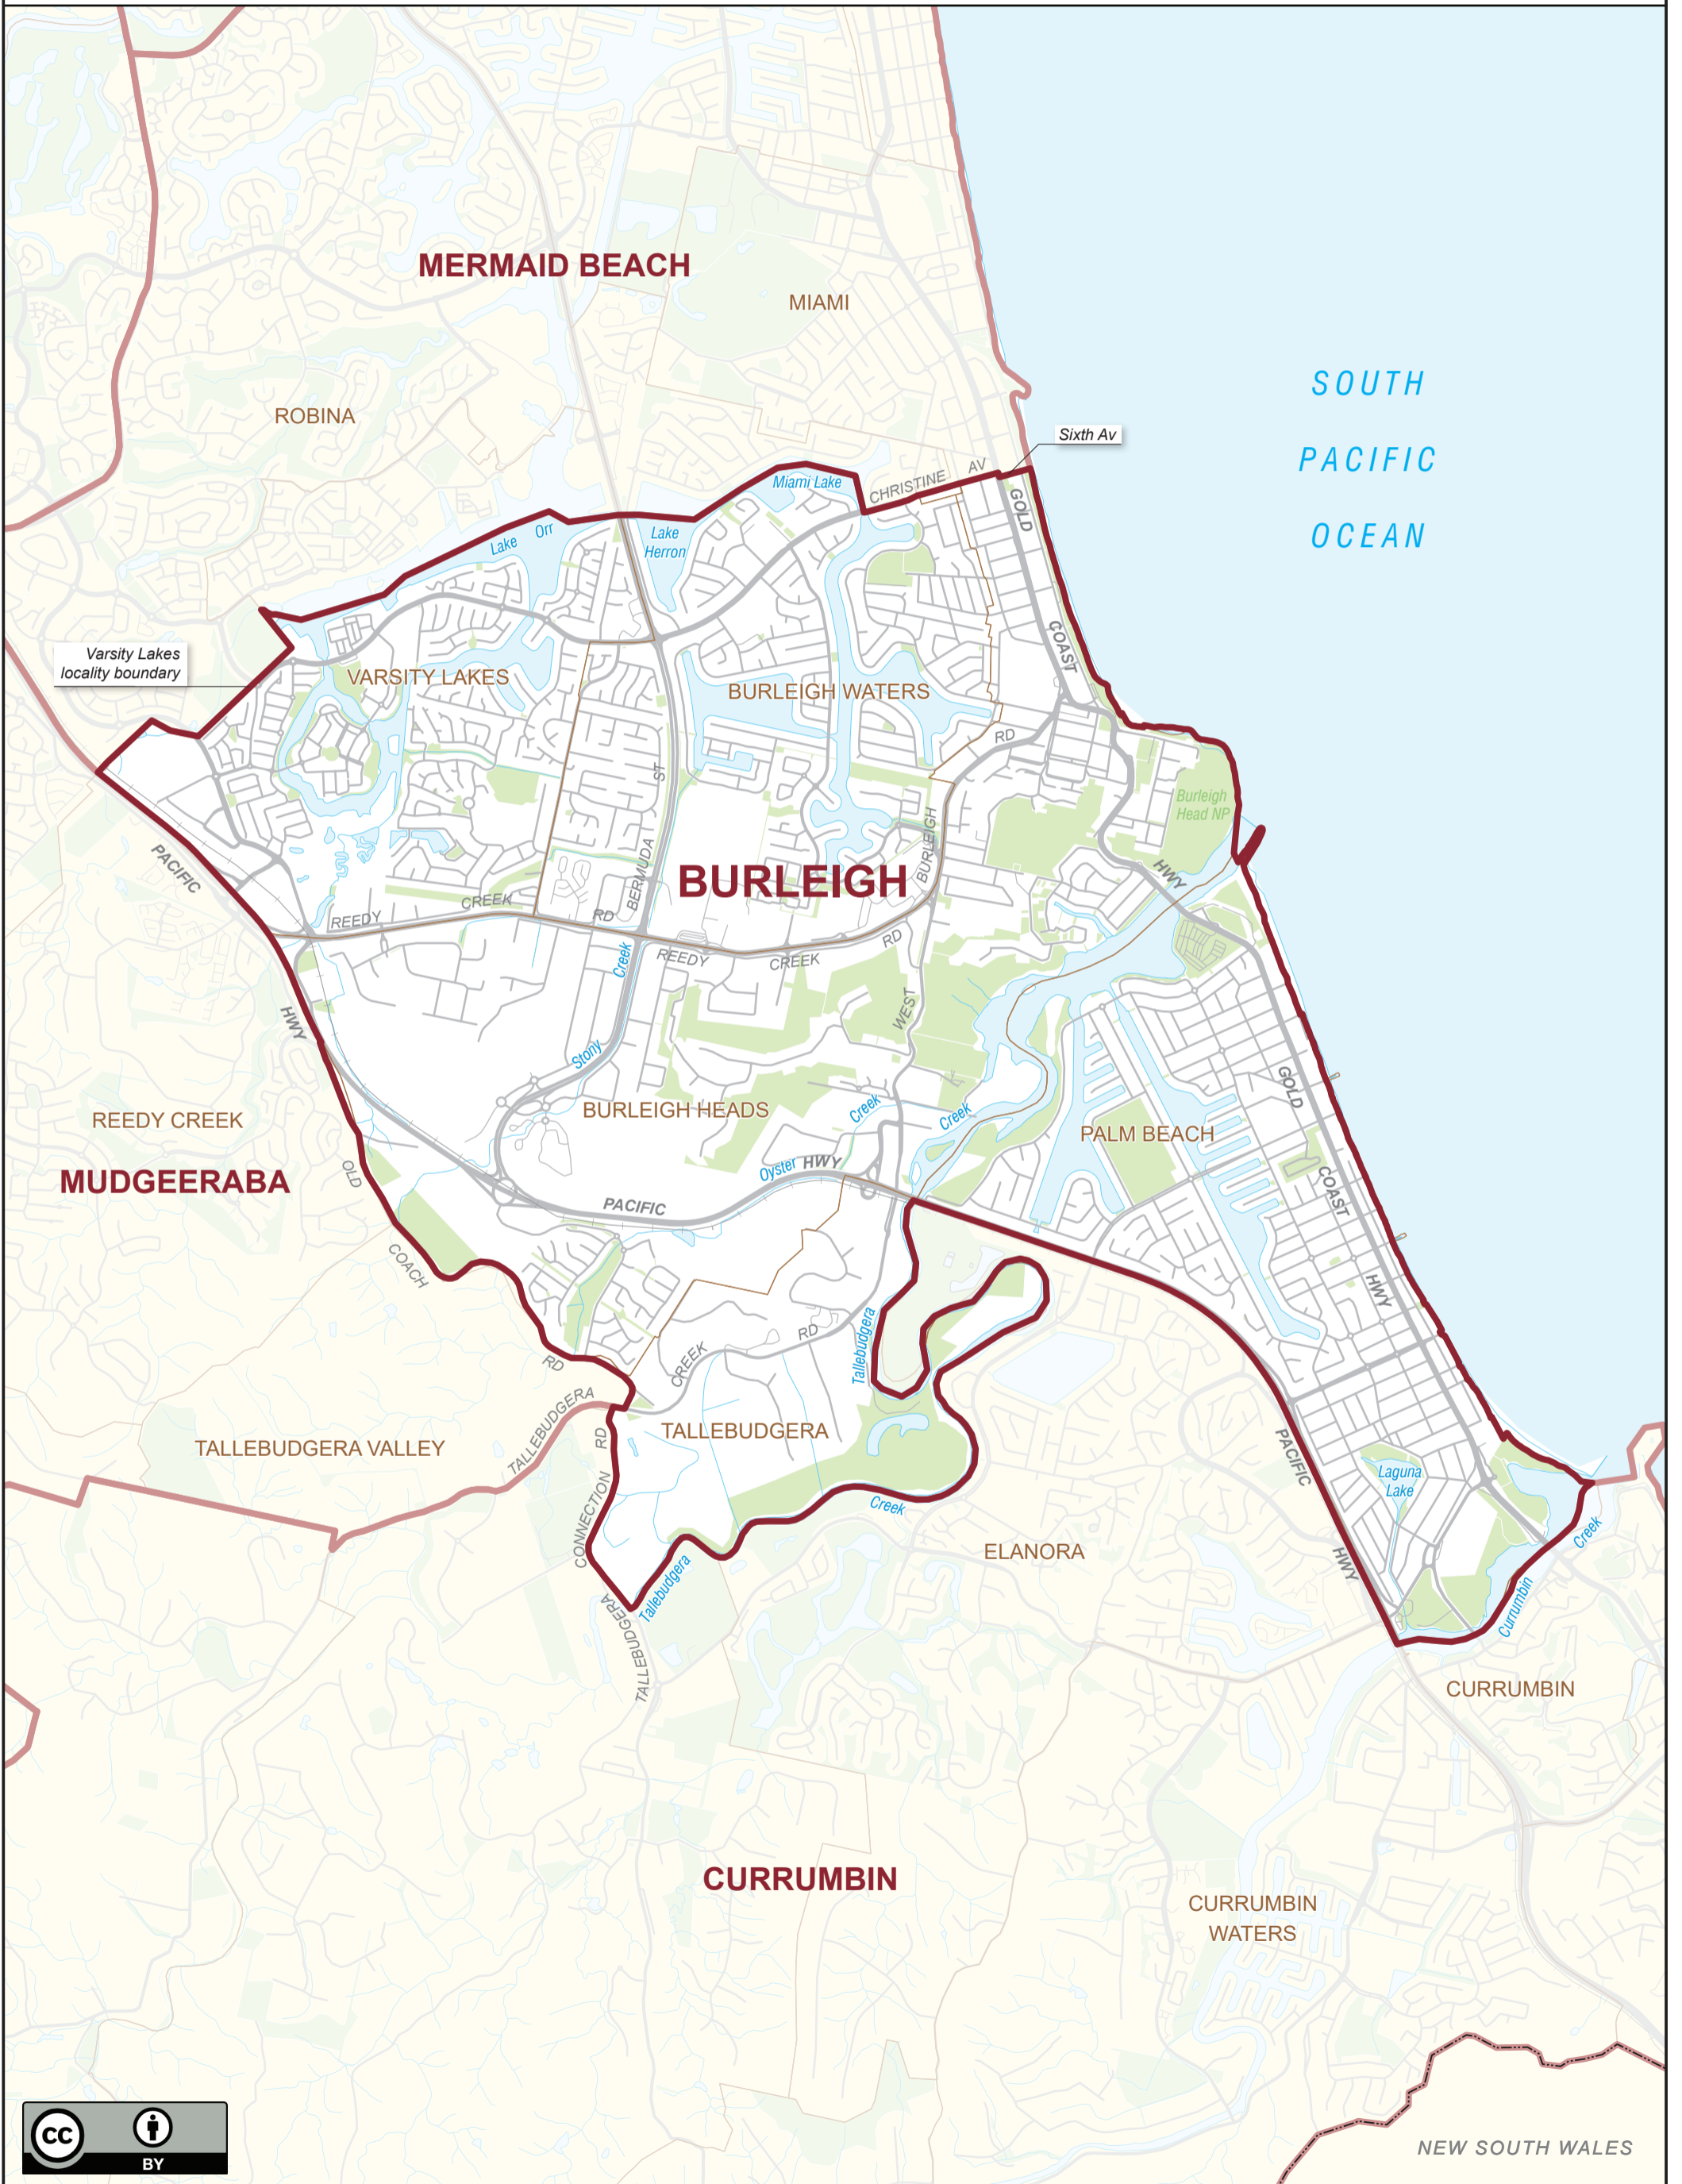 MERMAID BEACH
MIAMI
SOUTH
ROBINA
Sixth Av
PACIFIC
CHRISTINE
AV
Miami Lake
GOLD
OCEAN
Lake
Orr
Lake
Herron
Varsity Lakes
locality boundary
COAST
VARSITY LAKES
BURLEIGH WATERS
RD
ST
Burleigh
Head NP
BURLEIGH
PACIFIC
BERMUDA
BURLEIGH
HWY
REEDY
CREEK
RD
RD
Creek
REEDY
CREEK
WEST
HWY
Stony
GOLD
REEDY CREEK
BURLEIGH HEADS
Creek
Creek
PALM BEACH
MUDGEERABA
OLD
Oyster
HWY
COAST
PACIFIC
COACH
HWY
Tallebudgera
RD
RD
CREEK
TALLEBUDGERA VALLEY
TALLEBUDGERA
RD
TALLEBUDGERA
PACIFIC
Laguna
Lake
CONNECTION
Creek
Creek
ELANORA
HWY
Tallebudgera
Currumbin
TALLEBUDGERA
CURRUMBIN
CURRUMBIN
CURRUMBIN
WATERS
NEW SOUTH WALES
CC
BY